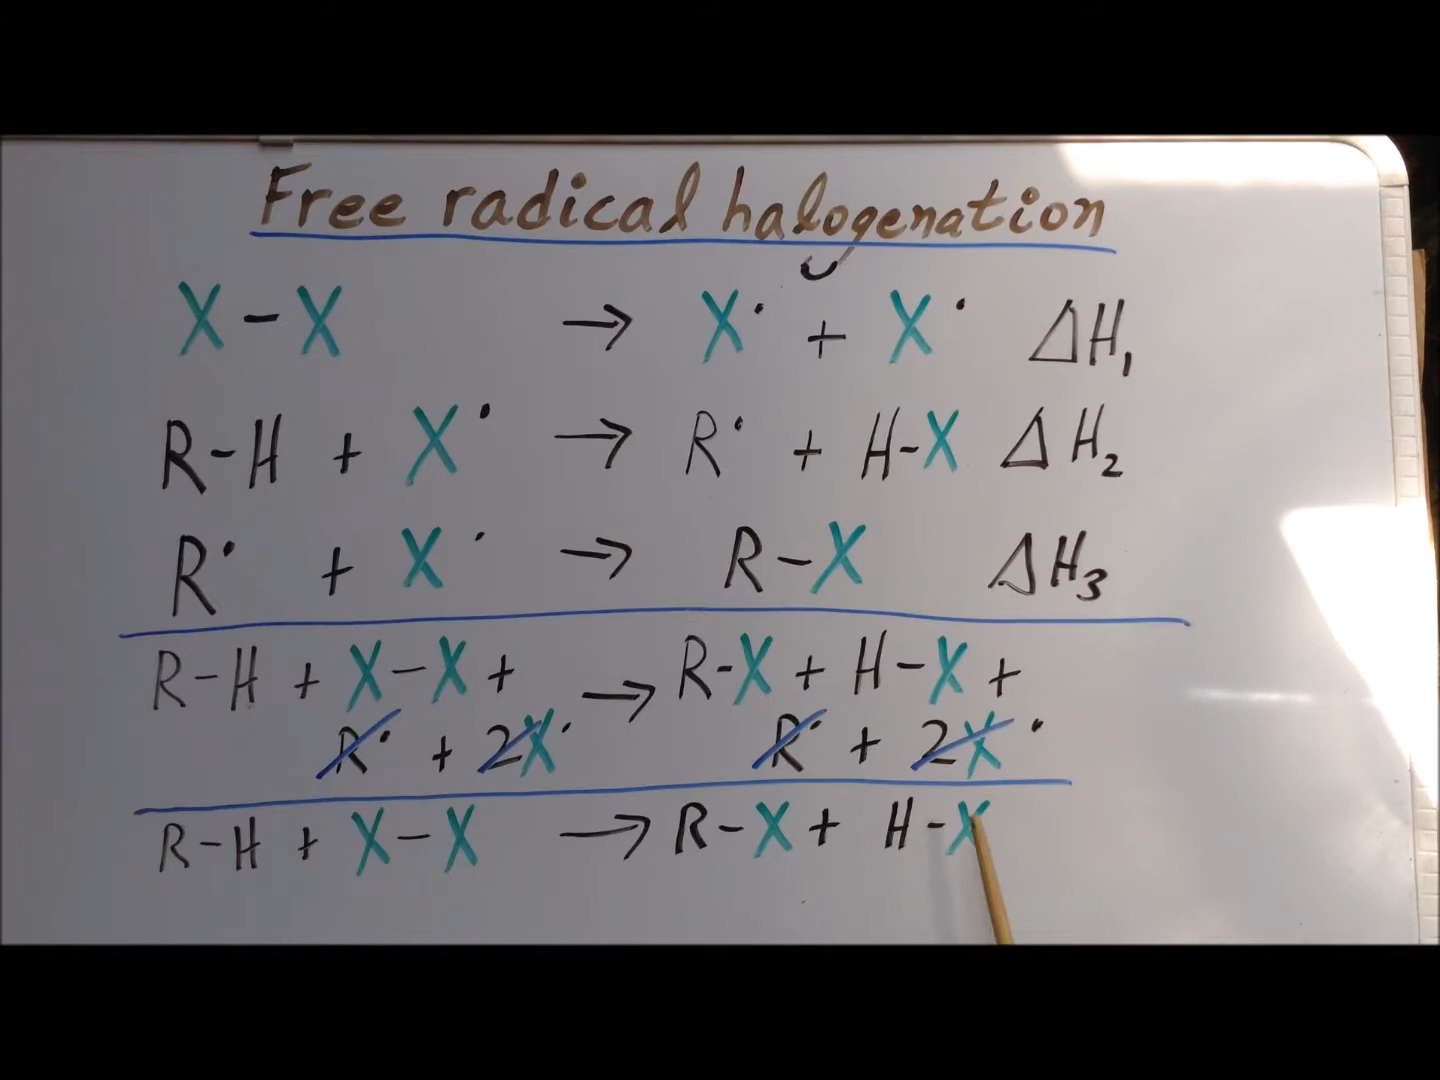 Free radical halogenation
X - X → X· + X· ΔH₁
R-H + X· → R· + H-X ΔH₂
R· + X· → R-X ΔH₃
R-H + X-X + → R-X + H-X +
R· + 2X· R· + 2X·
R-H + X-X → R-X + H-X